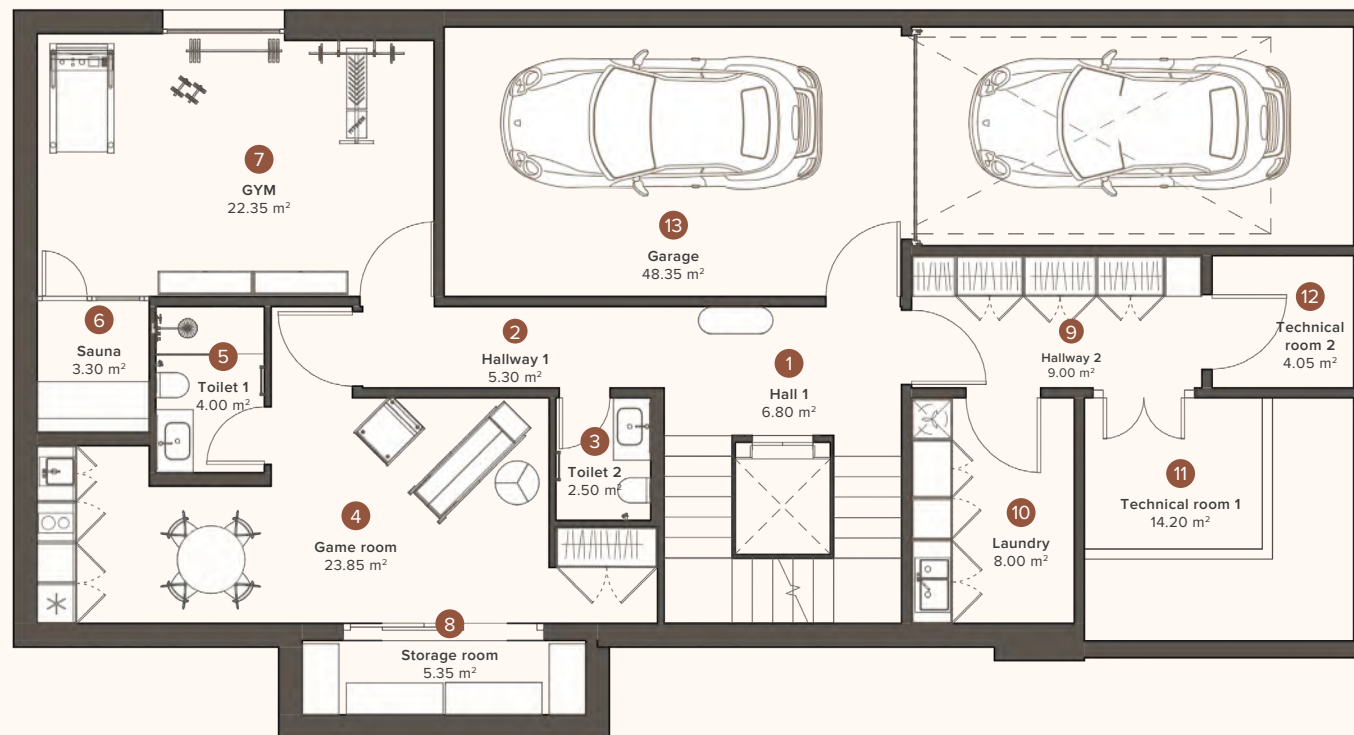 7
GYM
22.35 m²
13
Garage
48.35 m²
6
Sauna
3.30 m²
5
Toilet 1
4.00 m²
2
Hallway 1
5.30 m²
1
Hall 1
6.80 m²
9
Hallway 2
9.00 m²
12
Technical
room 2
4.05 m²
3
Toilet 2
2.50 m²
4
Game room
23.85 m²
10
Laundry
8.00 m²
11
Technical room 1
14.20 m²
8
Storage room
5.35 m²